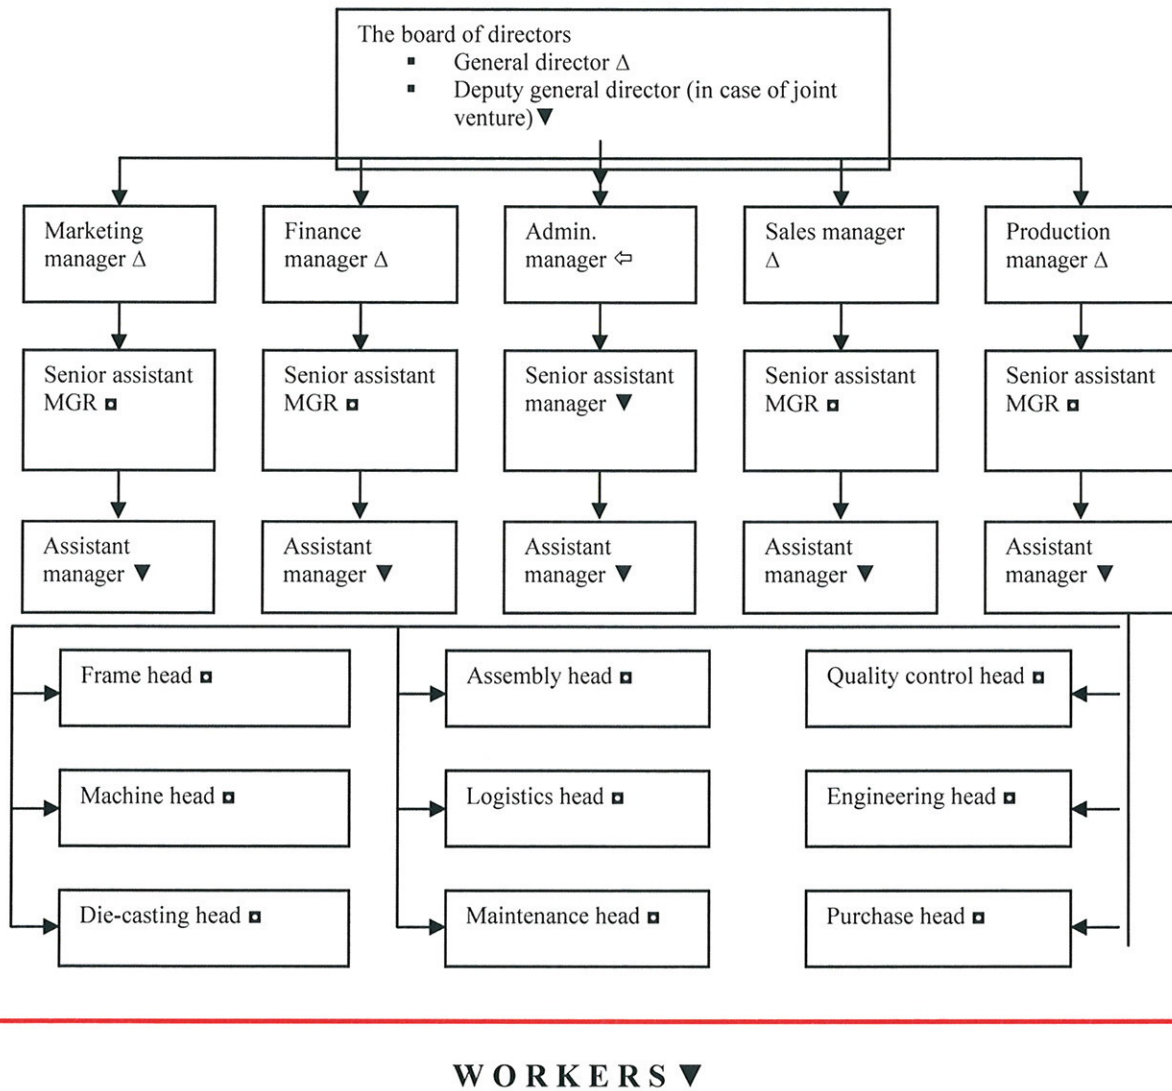 The board of directors
▪ General director Δ
▪ Deputy general director (in case of joint
venture) ▼
Marketing
manager Δ
Finance
manager Δ
Admin.
manager ⇦
Sales manager
Δ
Production
manager Δ
Senior assistant
MGR ◘
Senior assistant
MGR ◘
Senior assistant
manager ▼
Senior assistant
MGR ◘
Senior assistant
MGR ◘
Assistant
manager ▼
Assistant
manager ▼
Assistant
manager ▼
Assistant
manager ▼
Assistant
manager ▼
Frame head ◘
Assembly head ◘
Quality control head ◘
Machine head ◘
Logistics head ◘
Engineering head ◘
Die-casting head ◘
Maintenance head ◘
Purchase head ◘
W O R K E R S ▼